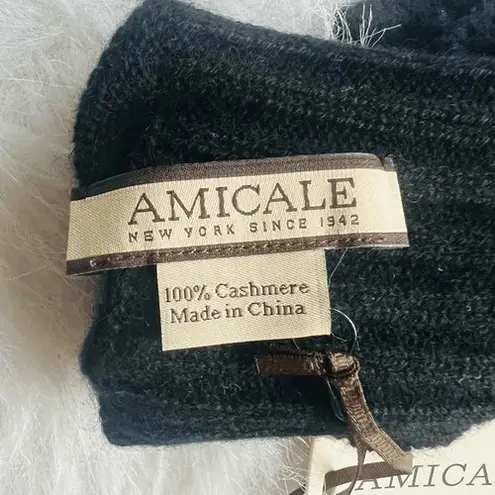 AMICALE
NEW YORK SINCE 1942
100% Cashmere
Made in China
AMICA